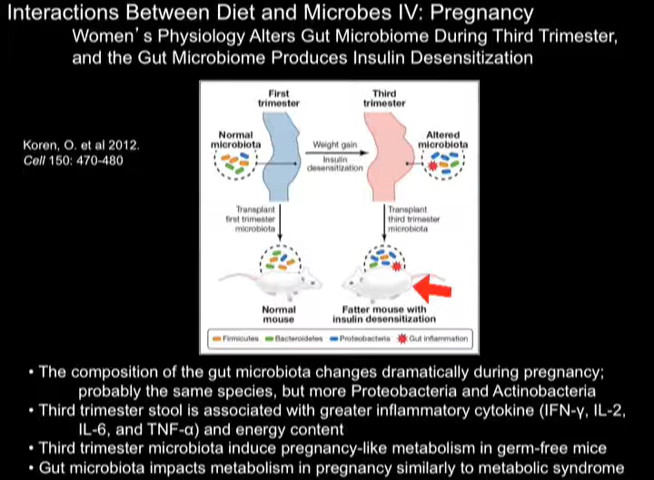 Interactions Between Diet and Microbes IV: Pregnancy
Women's Physiology Alters Gut Microbiome During Third Trimester,
and the Gut Microbiome Produces Insulin Desensitization
Koren, O. et al 2012.
Cell 150: 470-480
First
trimester
Third
trimester
Normal
microbiota
Weight gain
Insulin
desensitization
Altered
microbiota
Transplant
first trimester
microbiota
Transplant
third trimester
microbiota
Normal
mouse
Fatter mouse with
insulin desensitization
Firmicutes Bacteroidetes Proteobacteria Gut inflammation
• The composition of the gut microbiota changes dramatically during pregnancy;
probably the same species, but more Proteobacteria and Actinobacteria
• Third trimester stool is associated with greater inflammatory cytokine (IFN-γ, IL-2,
IL-6, and TNF-α) and energy content
• Third trimester microbiota induce pregnancy-like metabolism in germ-free mice
• Gut microbiota impacts metabolism in pregnancy similarly to metabolic syndrome